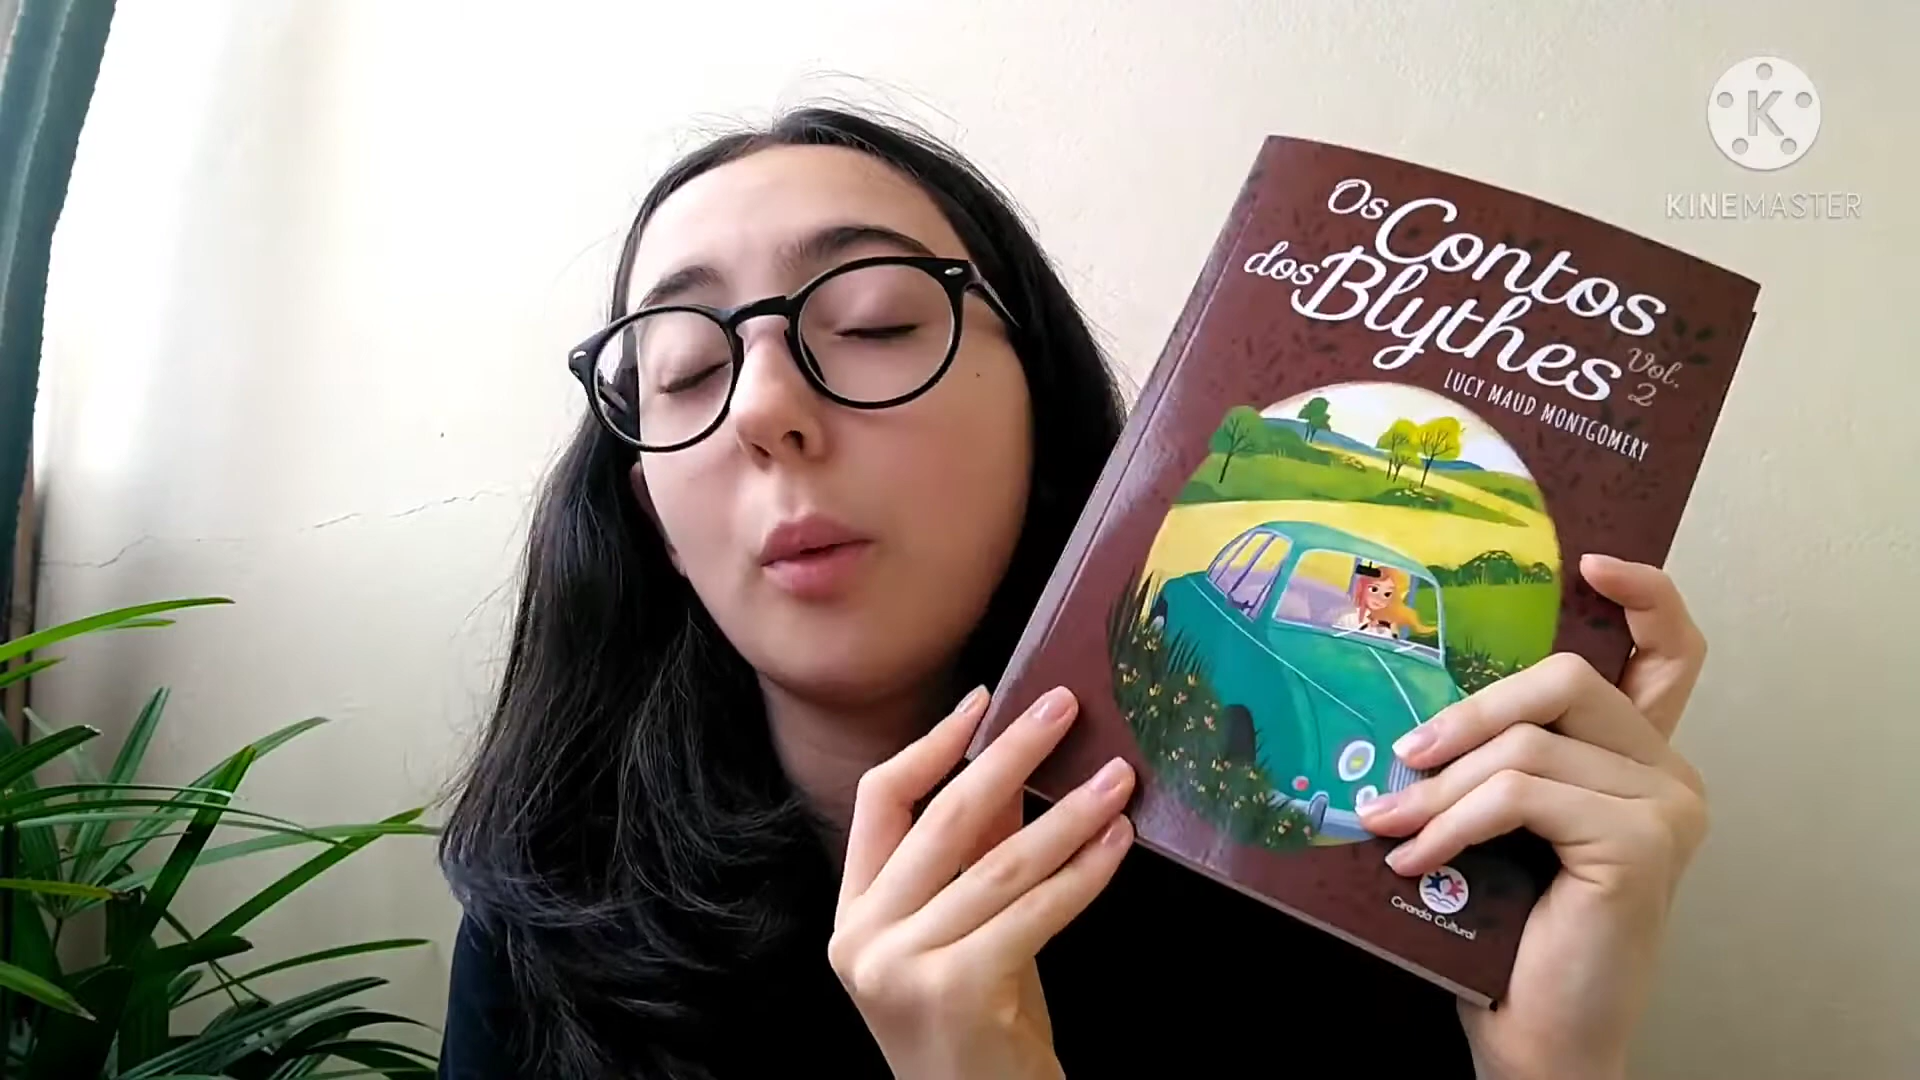 Os Contos
dos Blythes
Vol.
2
LUCY MAUD MONTGOMERY
Ciranda Cultural
K
KINEMASTER